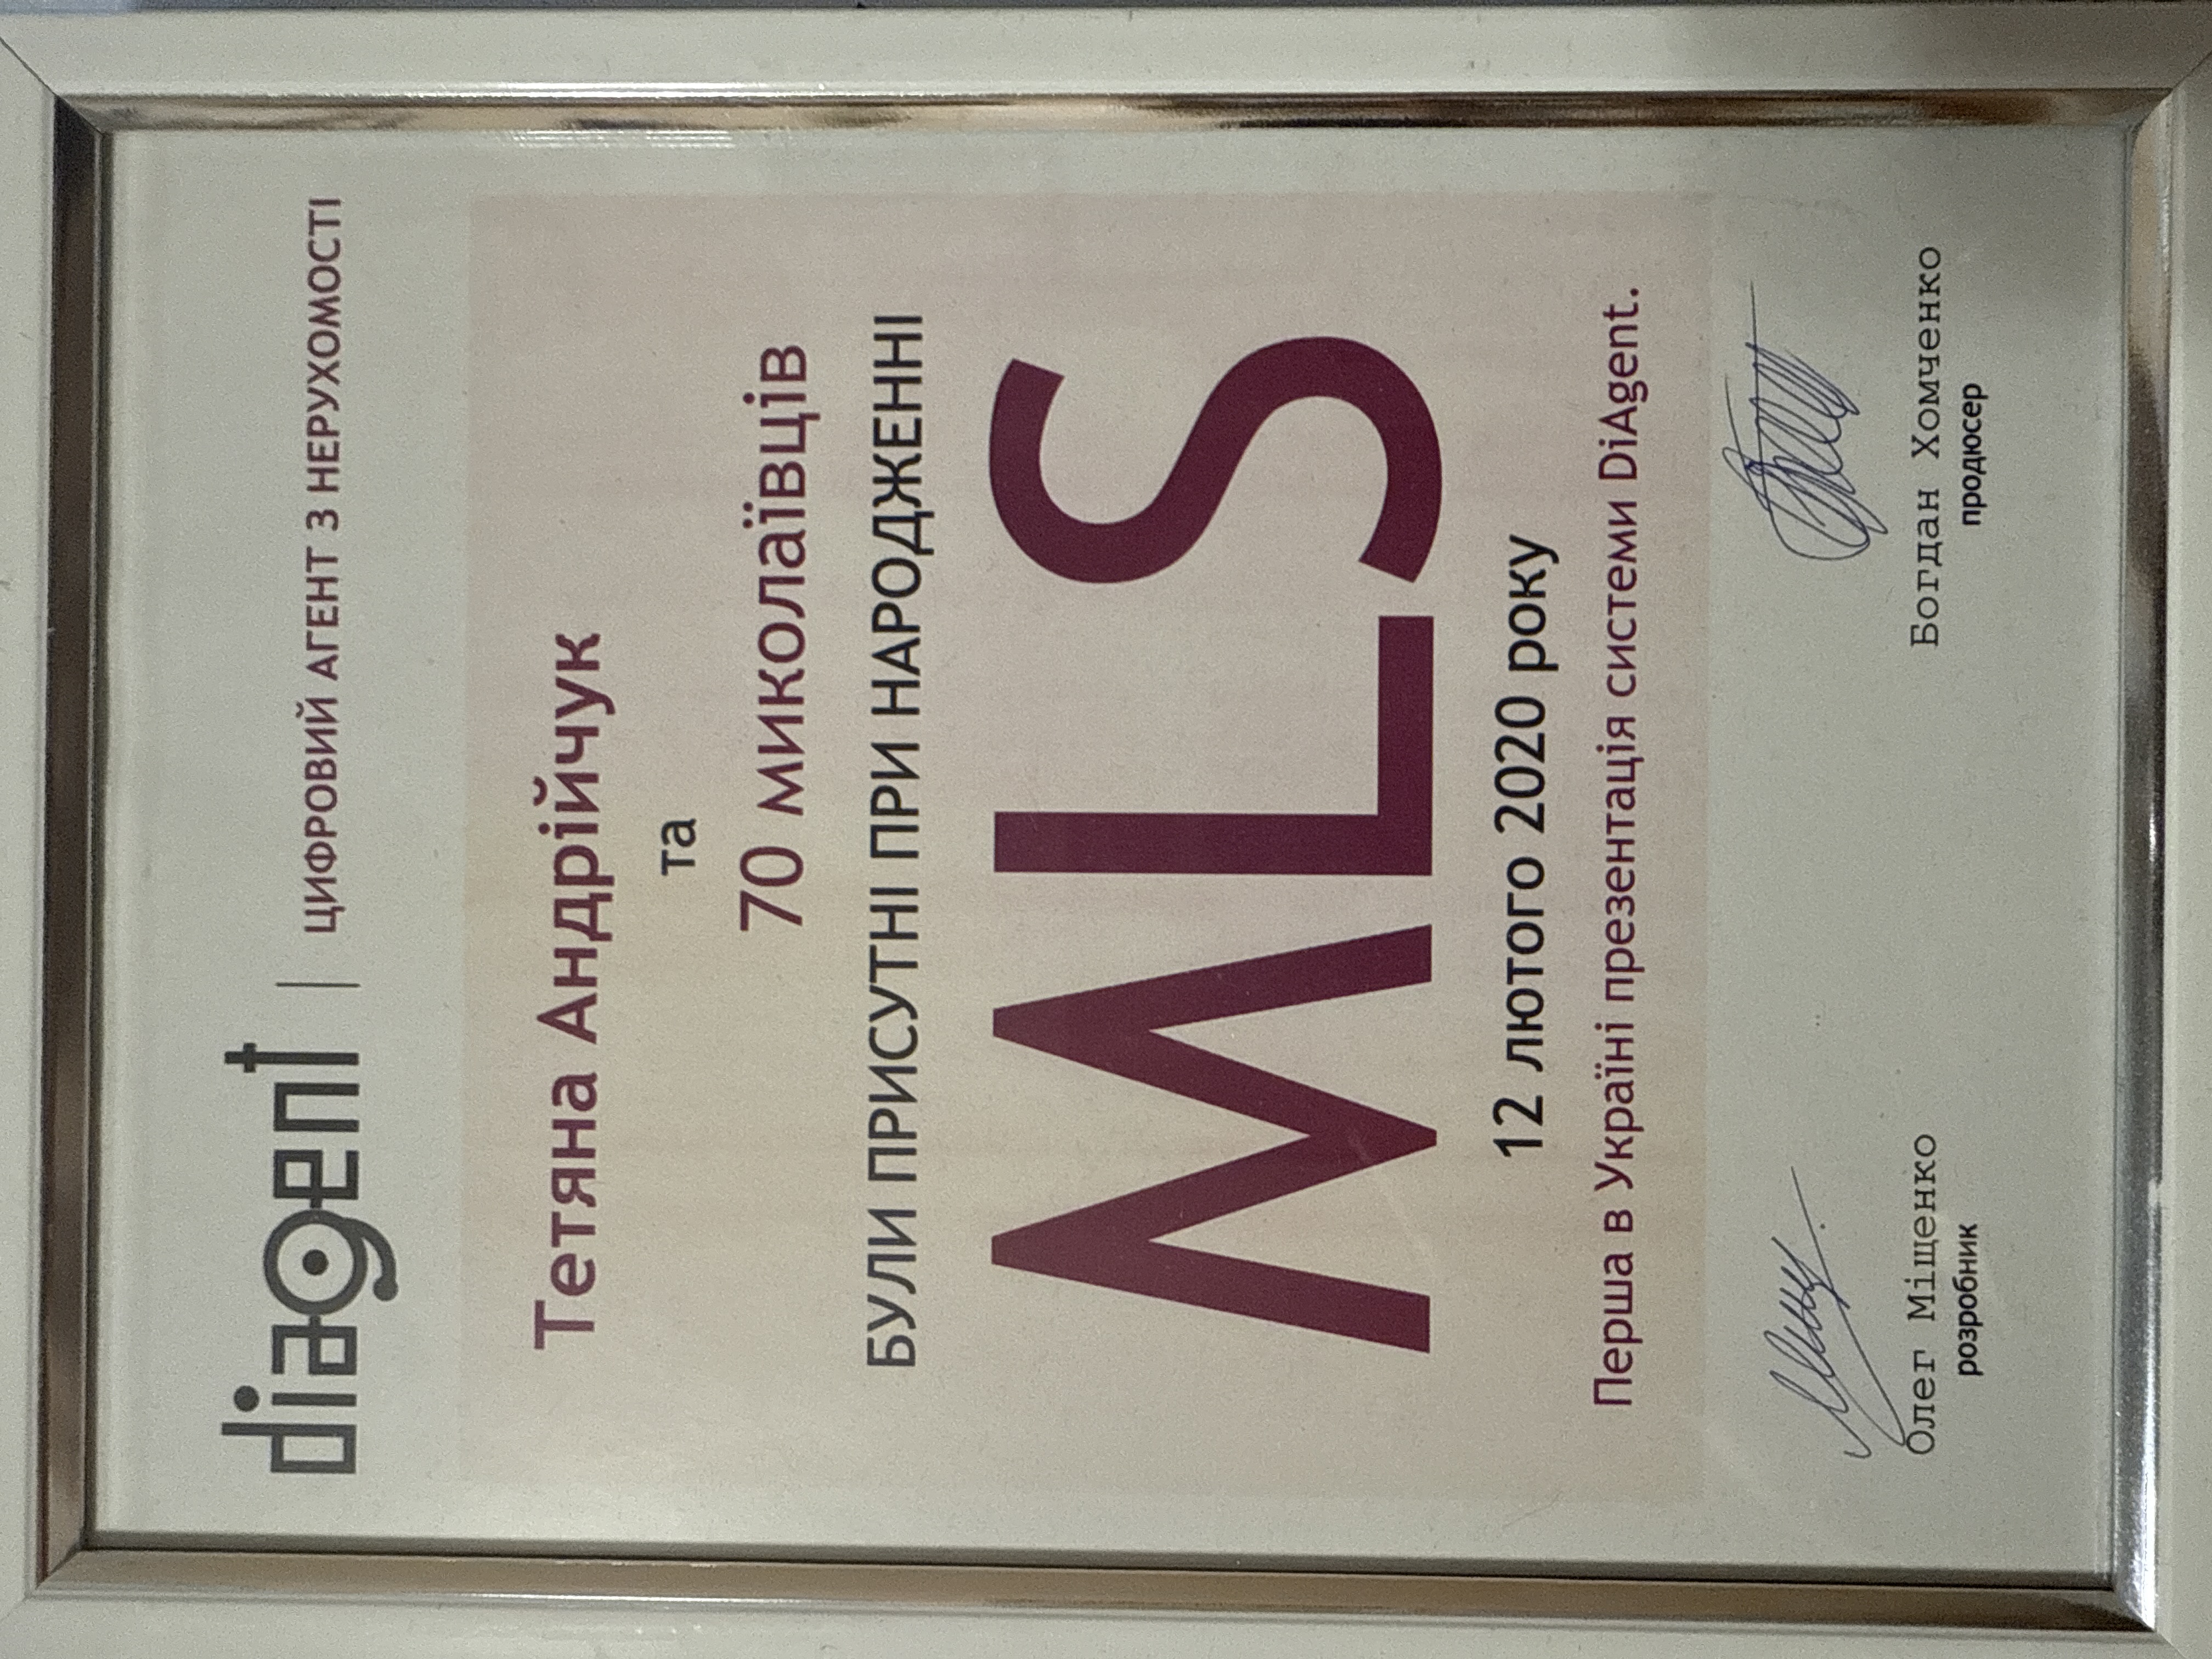 diagent | ЦИФРОВИЙ АГЕНТ З НЕРУХОМОСТІ
Тетяна Андрійчук
та
70 миколаївців
БУЛИ ПРИСУТНІ ПРИ НАРОДЖЕННІ
MLS
12 лютого 2020 року
Перша в Україні презентація системи DiAgent.
Олег Міщенко
розробник
Богдан Хомченко
продюсер